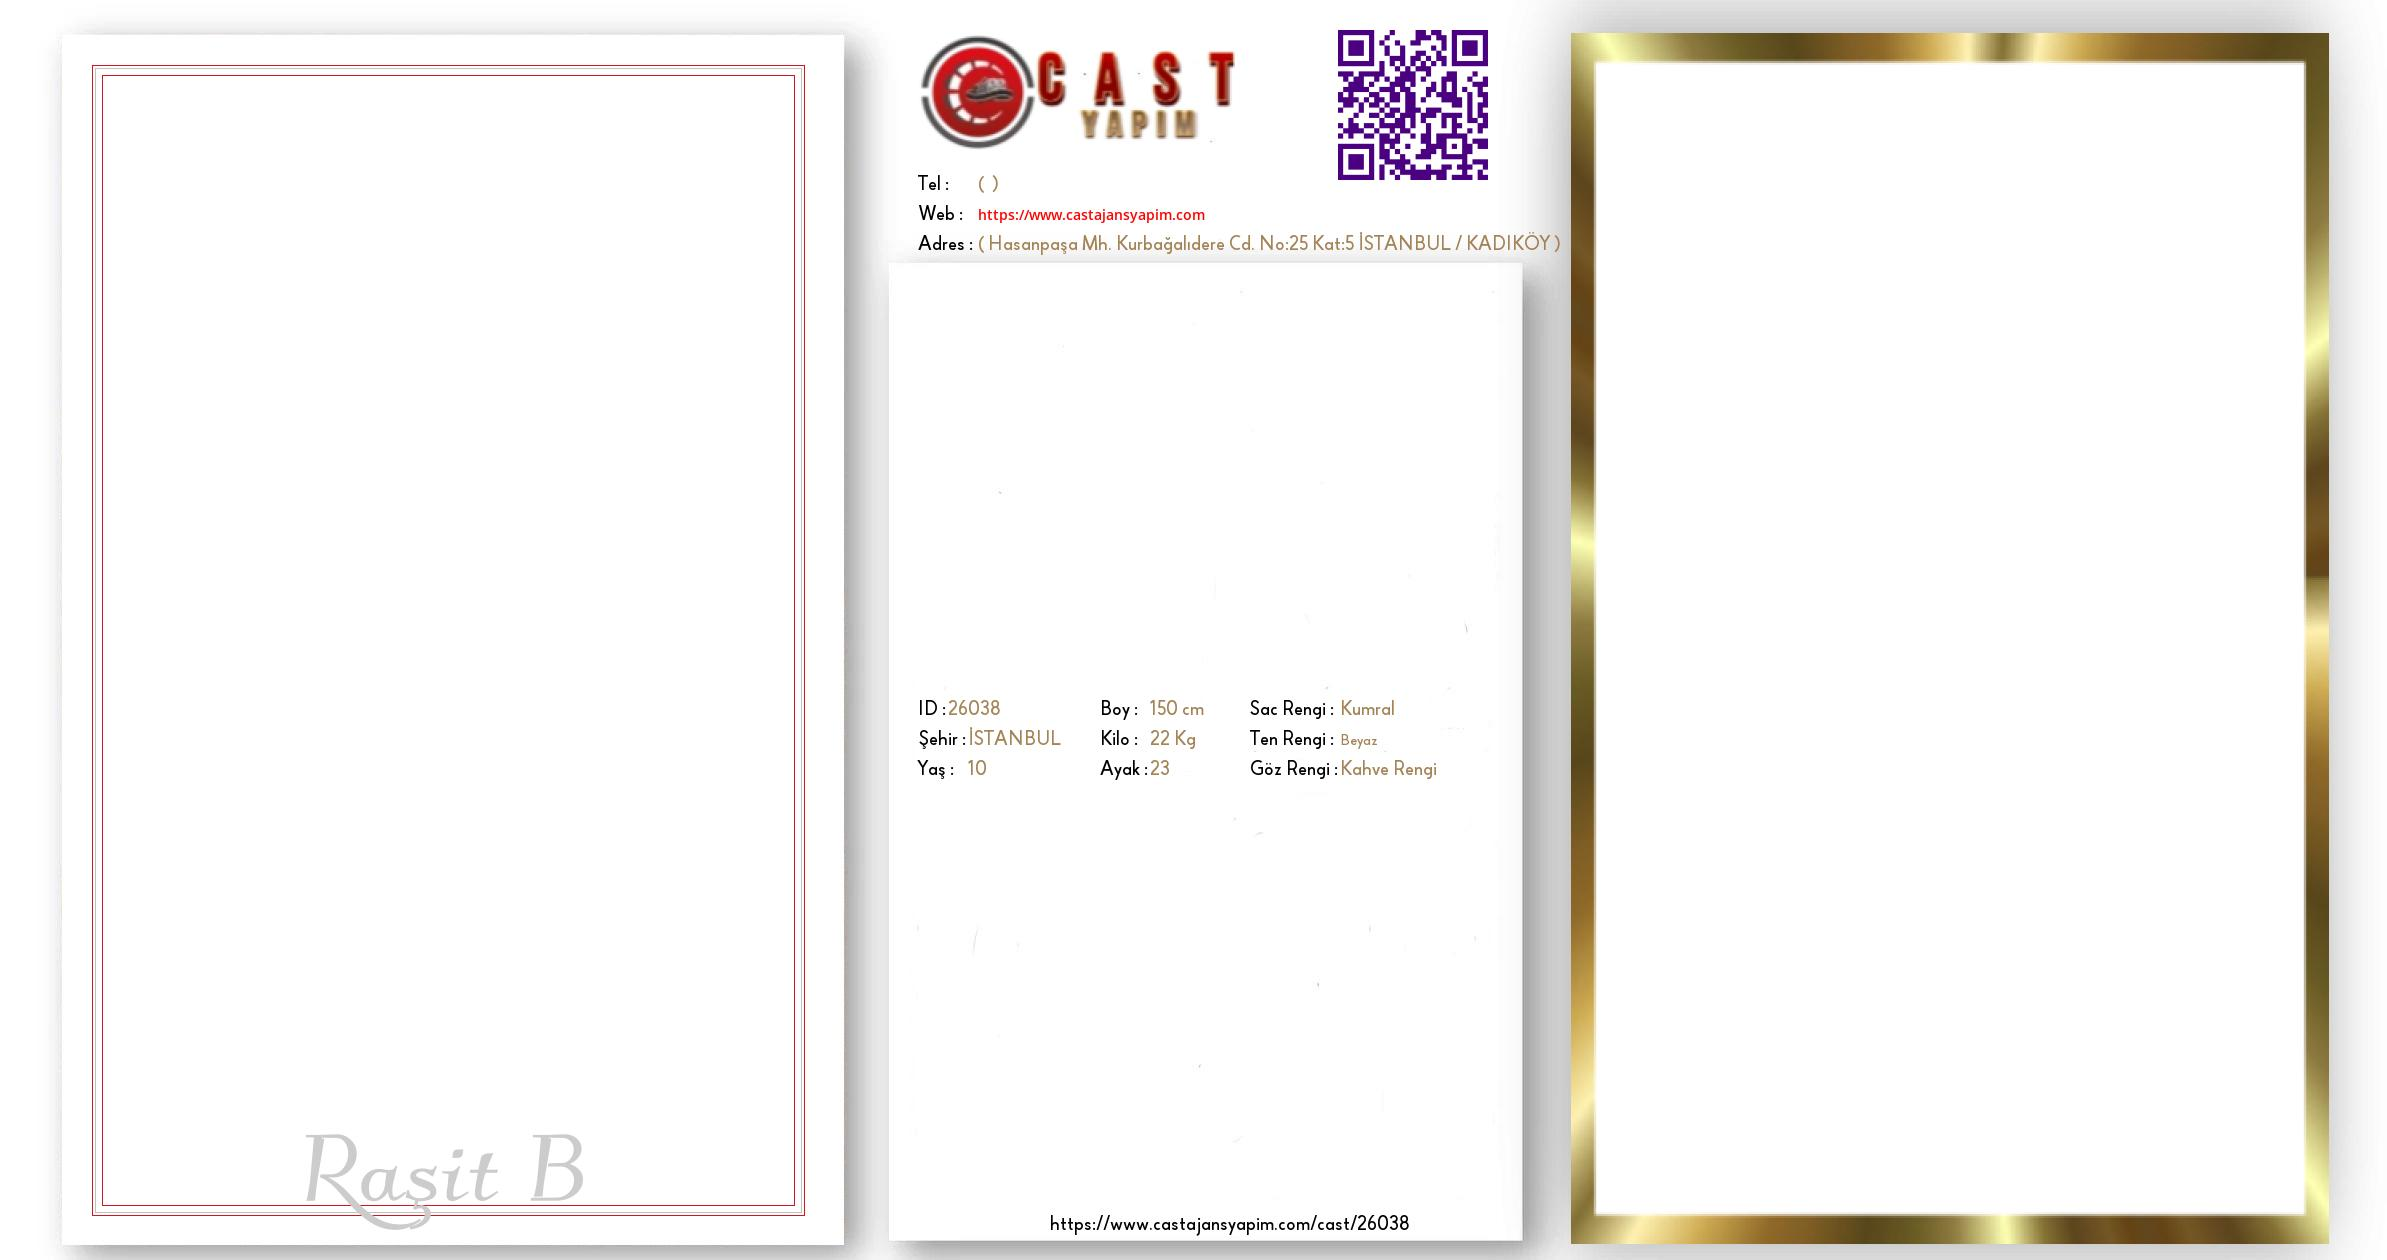 CAST
YAPIM
Tel : ( )
Web : https://www.castajansyapim.com
Adres : ( Hasanpaşa Mh. Kurbağalıdere Cd. No:25 Kat:5 İSTANBUL / KADIKÖY )
ID : 26038 Boy : 150 cm Sac Rengi : Kumral
Şehir : İSTANBUL Kilo : 22 Kg Ten Rengi : Beyaz
Yaş : 10 Ayak : 23 Göz Rengi : Kahve Rengi
Raşit B
https://www.castajansyapim.com/cast/26038